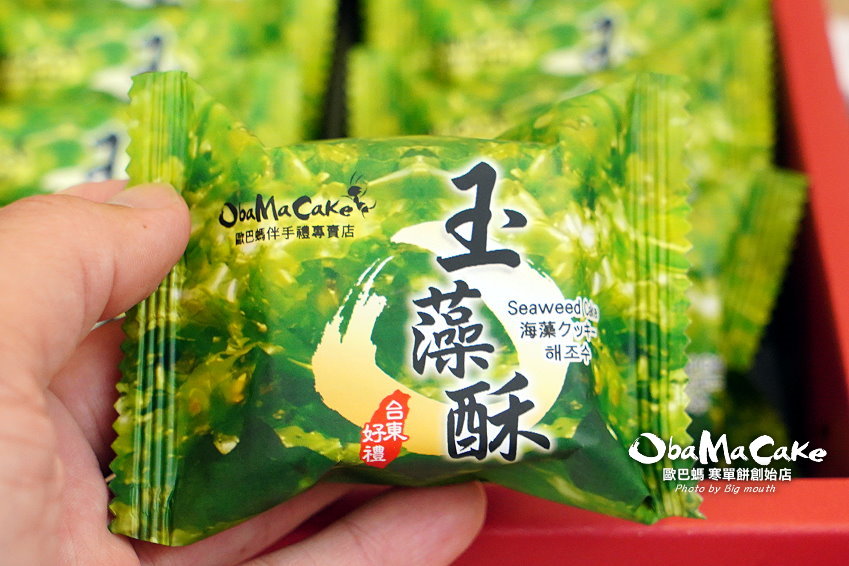 ObaMaCake
歐巴螞伴手禮專賣店
玉藻酥
Seaweed Cake
海藻クッキー
해조수
台東
好禮
ObaMaCake
歐巴螞 寒單餅創始店
Photo by Big mouth